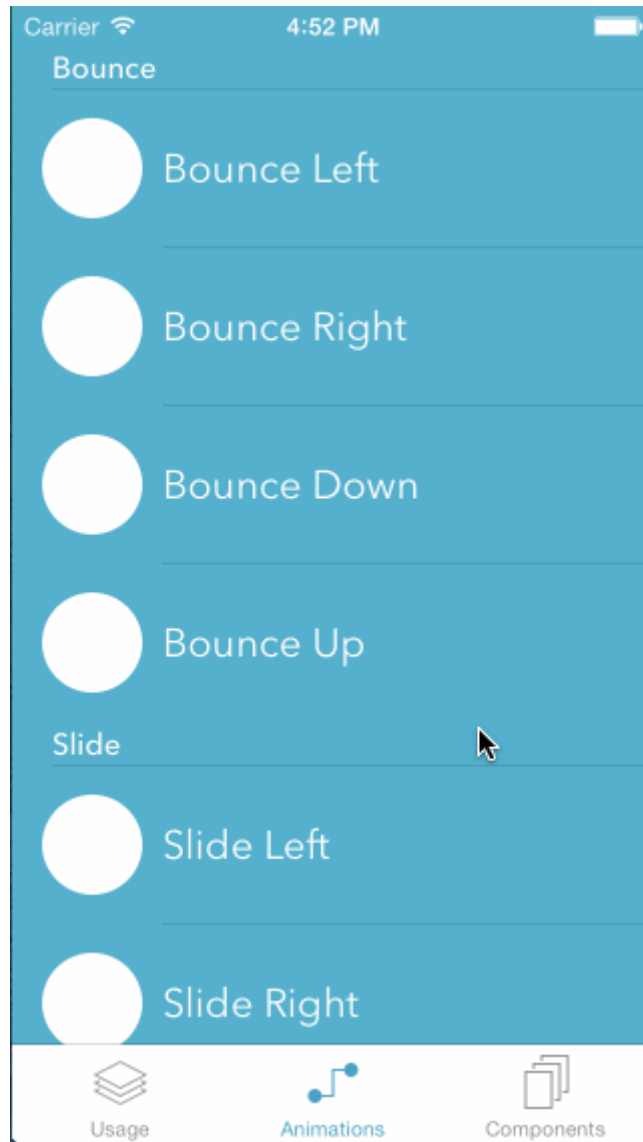 Carrier 4:52 PM
Bounce
Bounce Left
Bounce Right
Bounce Down
Bounce Up
Slide
Slide Left
Slide Right
Usage Animations Components